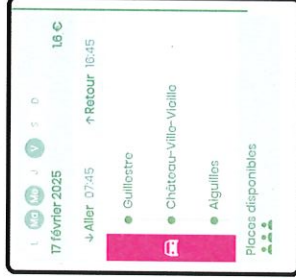 L Ma Me J V S D
17 février 2025 1,6 €
↓Aller 07:45 ↑Retour 16:45
Guillestre
Château-Ville-Vieille
Aiguilles
Places disponibles